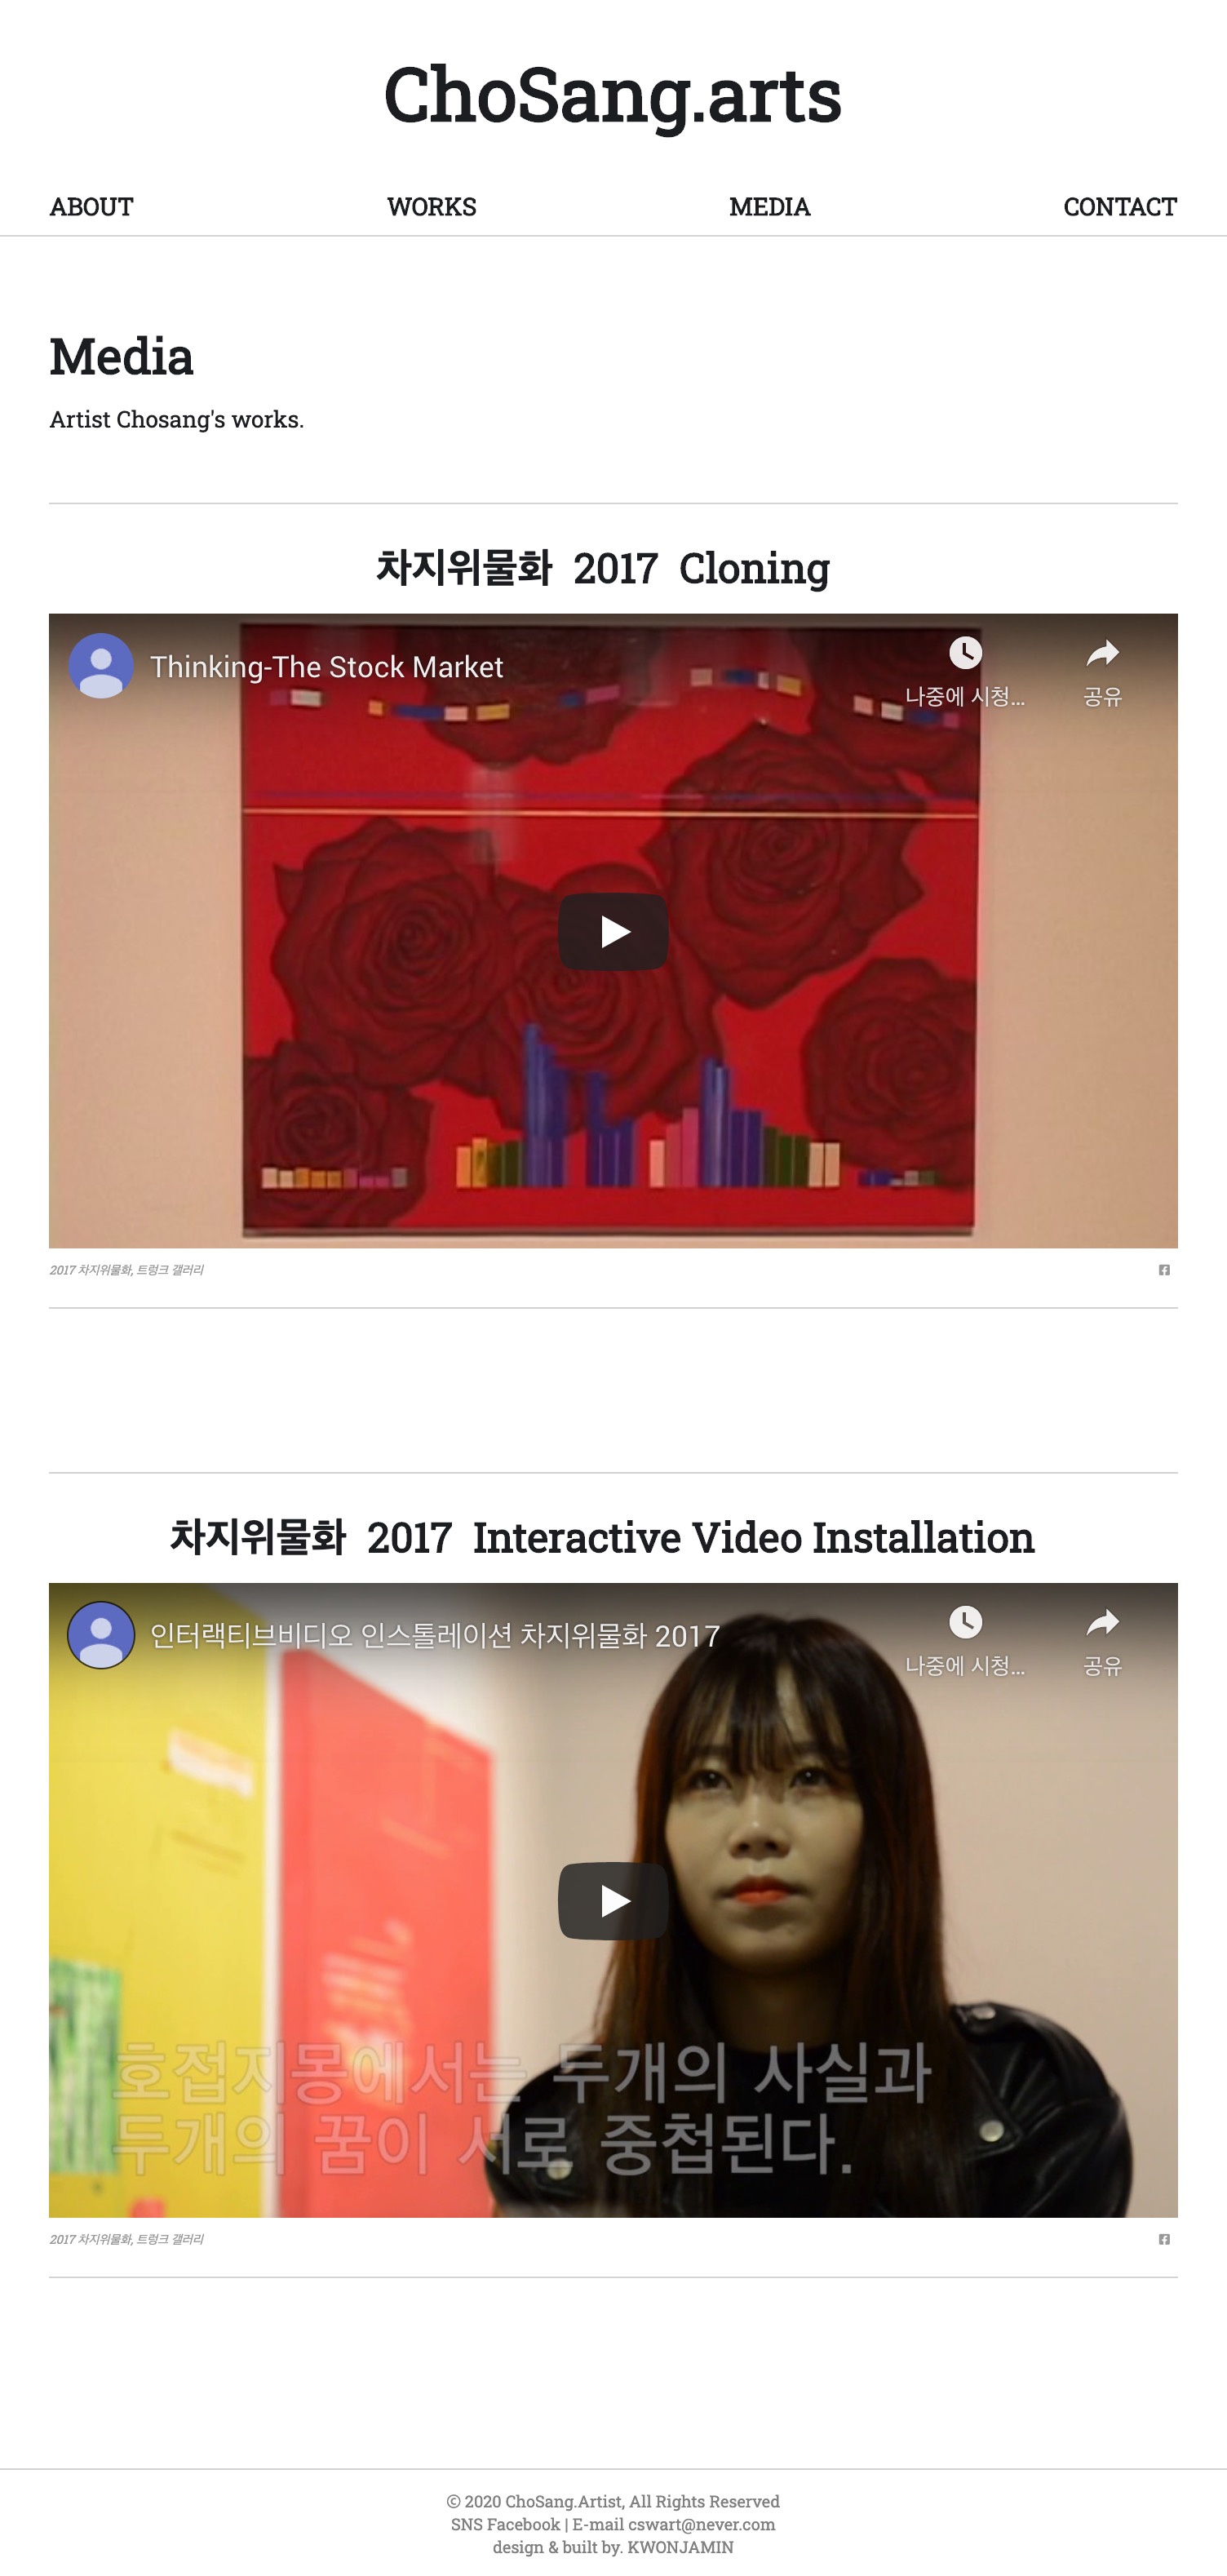 ChoSang.arts
ABOUT WORKS MEDIA CONTACT
Media
Artist Chosang's works.
차지위물화 2017 Cloning
Thinking-The Stock Market
나중에 시청...
공유
2017 차지위물화, 트렁크 갤러리
차지위물화 2017 Interactive Video Installation
인터랙티브비디오 인스톨레이션 차지위물화 2017
나중에 시청...
공유
호접지몽에서는 두개의 사실과
두개의 꿈이 서로 중첩된다.
2017 차지위물화, 트렁크 갤러리
© 2020 ChoSang.Artist, All Rights Reserved
SNS Facebook | E-mail cswart@never.com
design & built by. KWONJAMIN